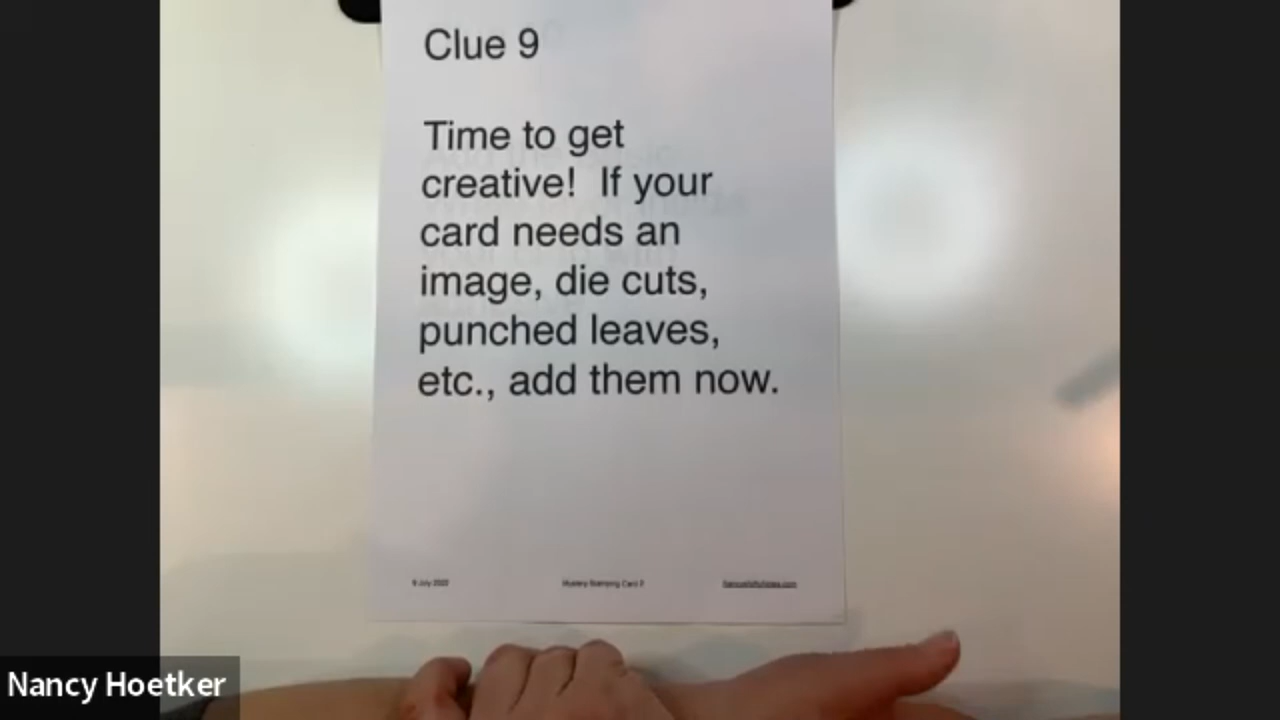 Clue 9
Time to get
creative!  If your
card needs an
image, die cuts,
punched leaves,
etc., add them now.
Mystery Stamping Card 2
Nancy Hoetker